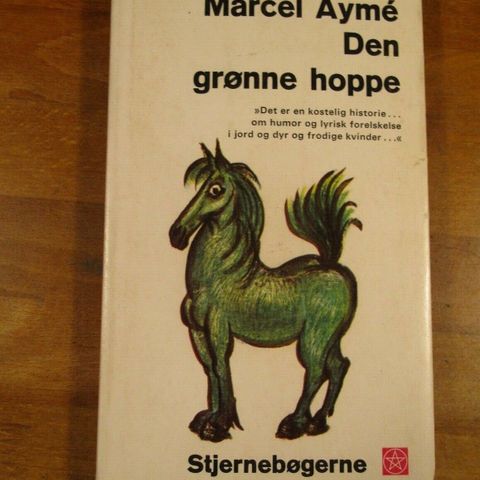 Marcel Aymé
Den
grønne hoppe
»Det er en kostelig historie...
om humor og lyrisk forelskelse
i jord og dyr og frodige kvinder...«
Stjernebøgerne